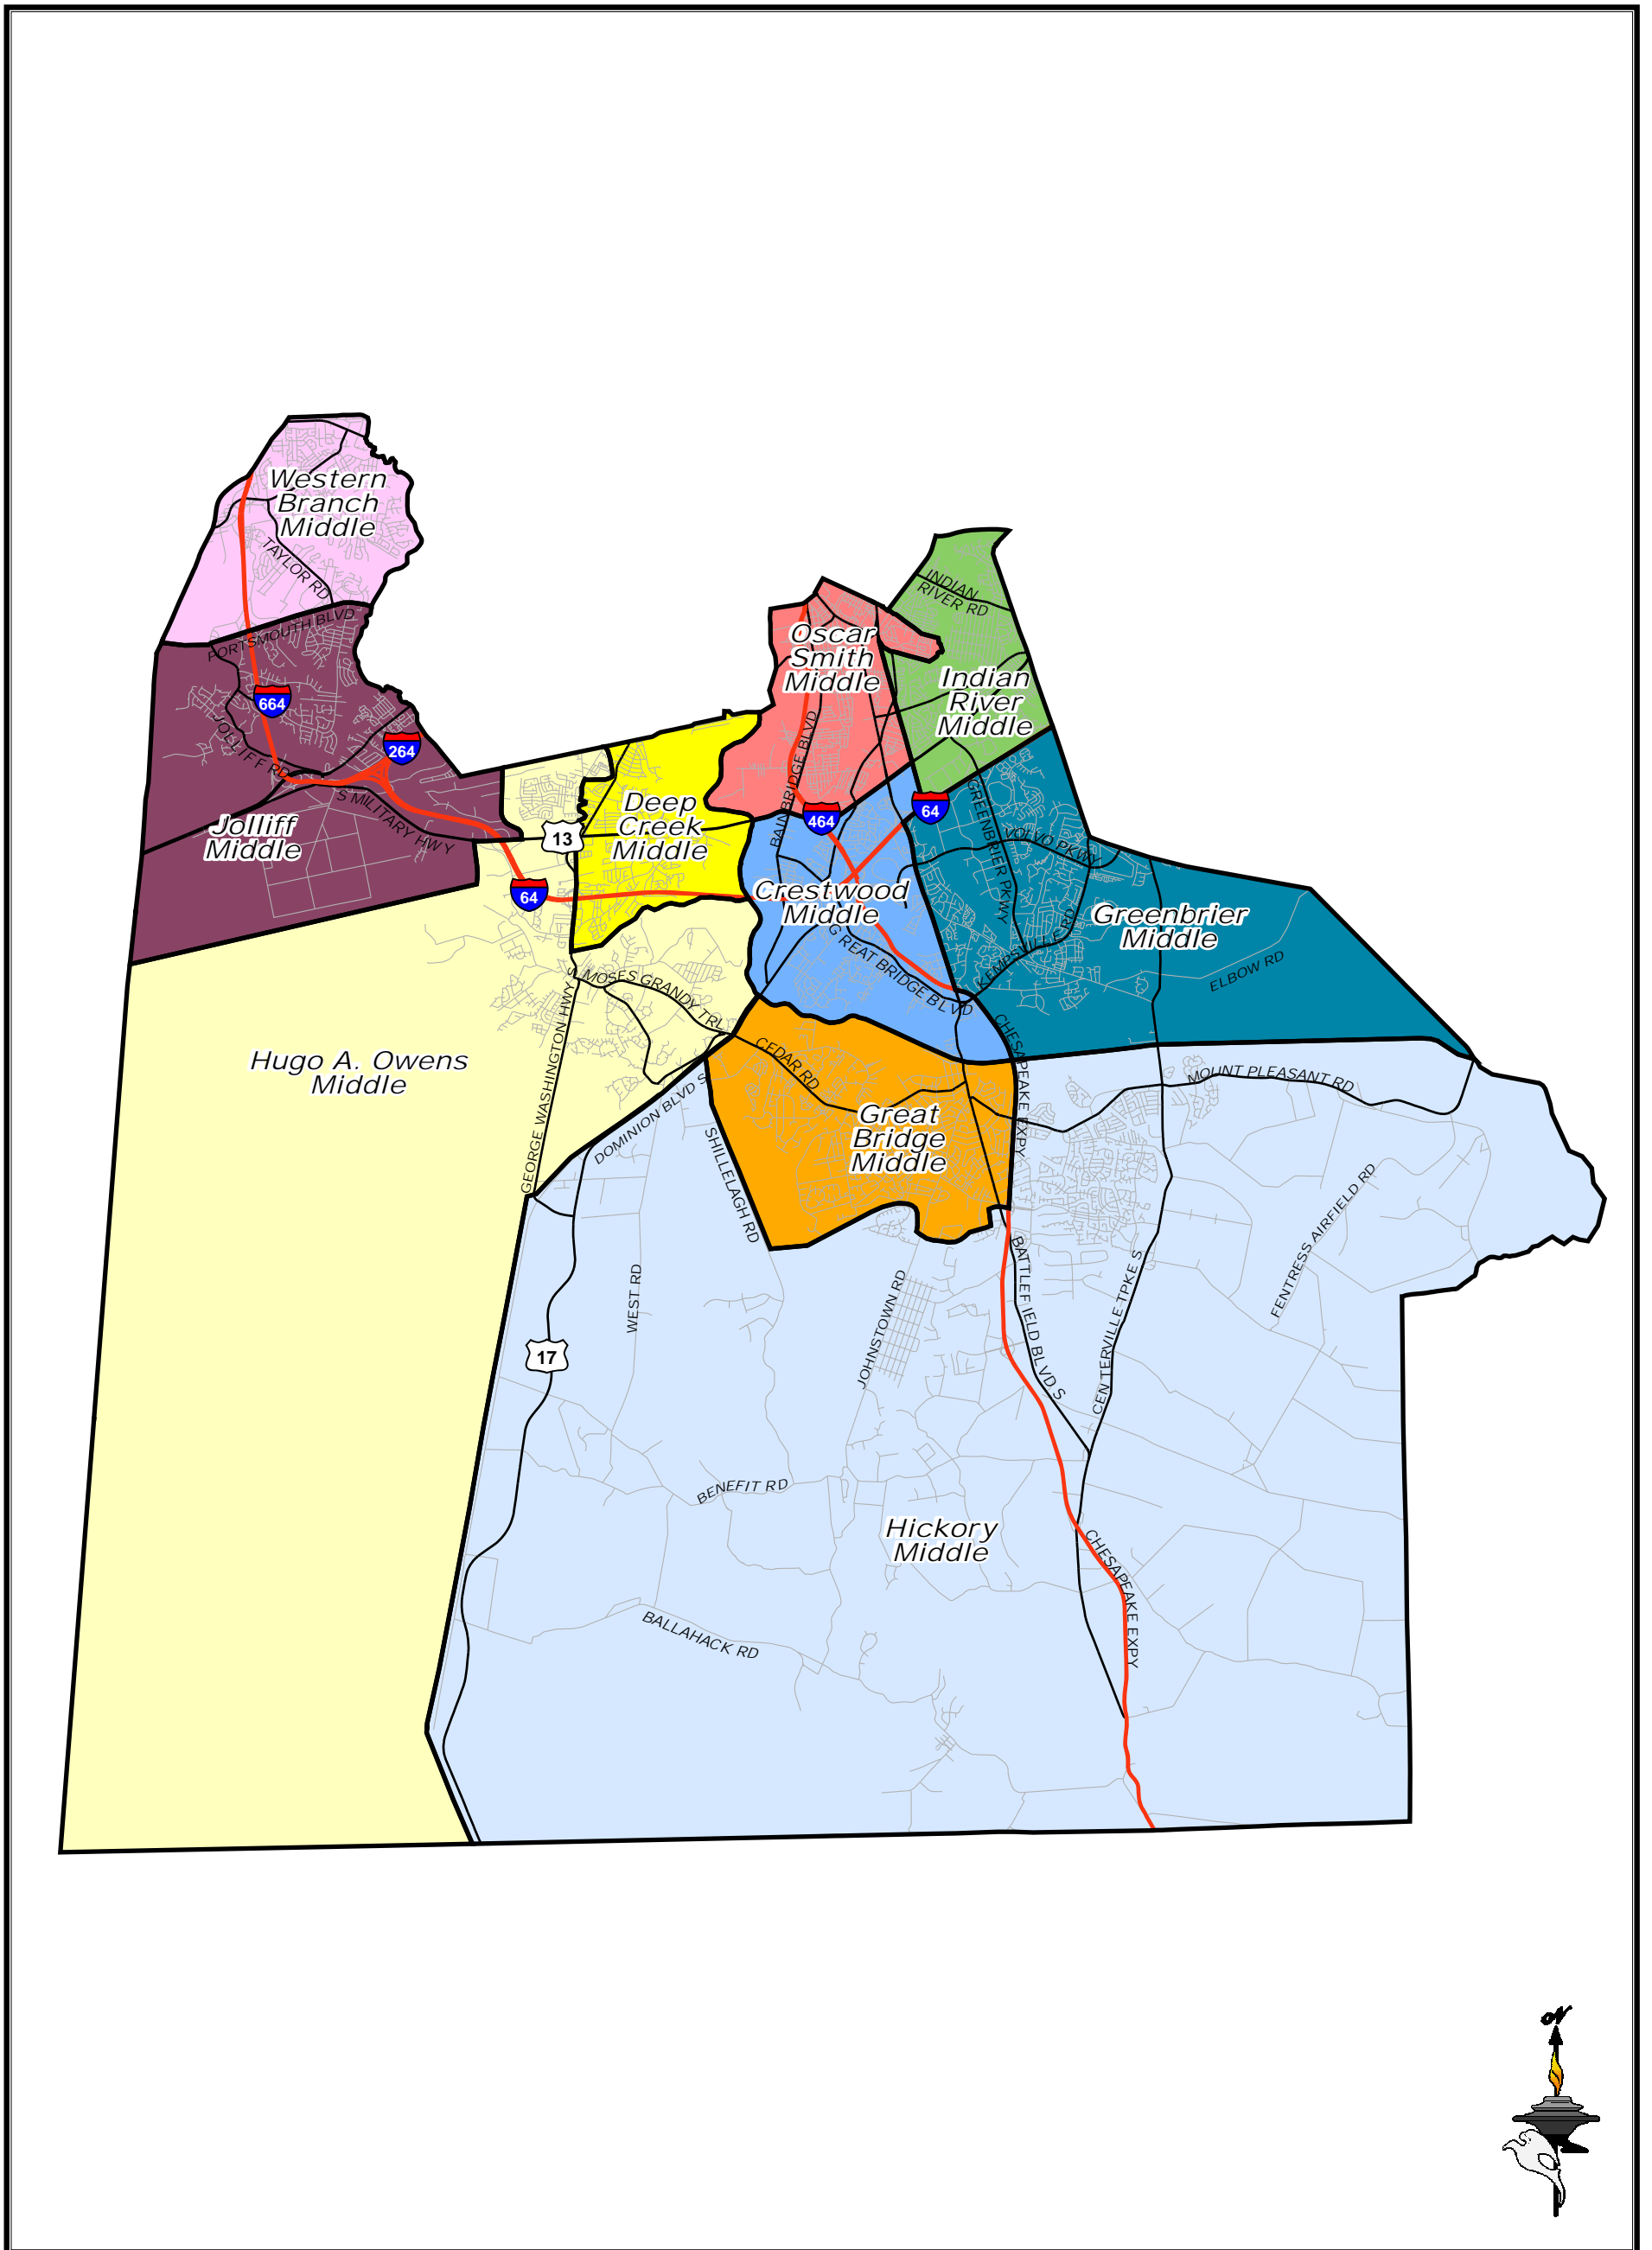 Western
Branch
Middle
TAYLOR RD
PORTSMOUTH BLVD
664
264
JOLLIFF RD
S MILITARY HWY
Jolliff
Middle
INDIAN
RIVER RD
Oscar
Smith
Middle
Indian
River
Middle
BAINBRIDGE BLVD
Deep
Creek
Middle
13
464
64
64
GREENBRIER PKWY
VOLVO PKWY
Crestwood
Middle
Greenbrier
Middle
KEMPSVILLE RD
ELBOW RD
GREAT BRIDGE BLVD
MOSES GRANDY TRL
GEORGE WASHINGTON HWY S
Hugo A. Owens
Middle
CEDAR RD
CHESAPEAKE EXPY
MOUNT PLEASANT RD
DOMINION BLVD S
Great
Bridge
Middle
SHILLELAGH RD
FENTRESS AIRFIELD RD
WEST RD
JOHNSTOWN RD
BATTLEFIELD BLVD S
CENTERVILLE TPKE S
17
BENEFIT RD
Hickory
Middle
CHESAPEAKE EXPY
BALLAHACK RD
N